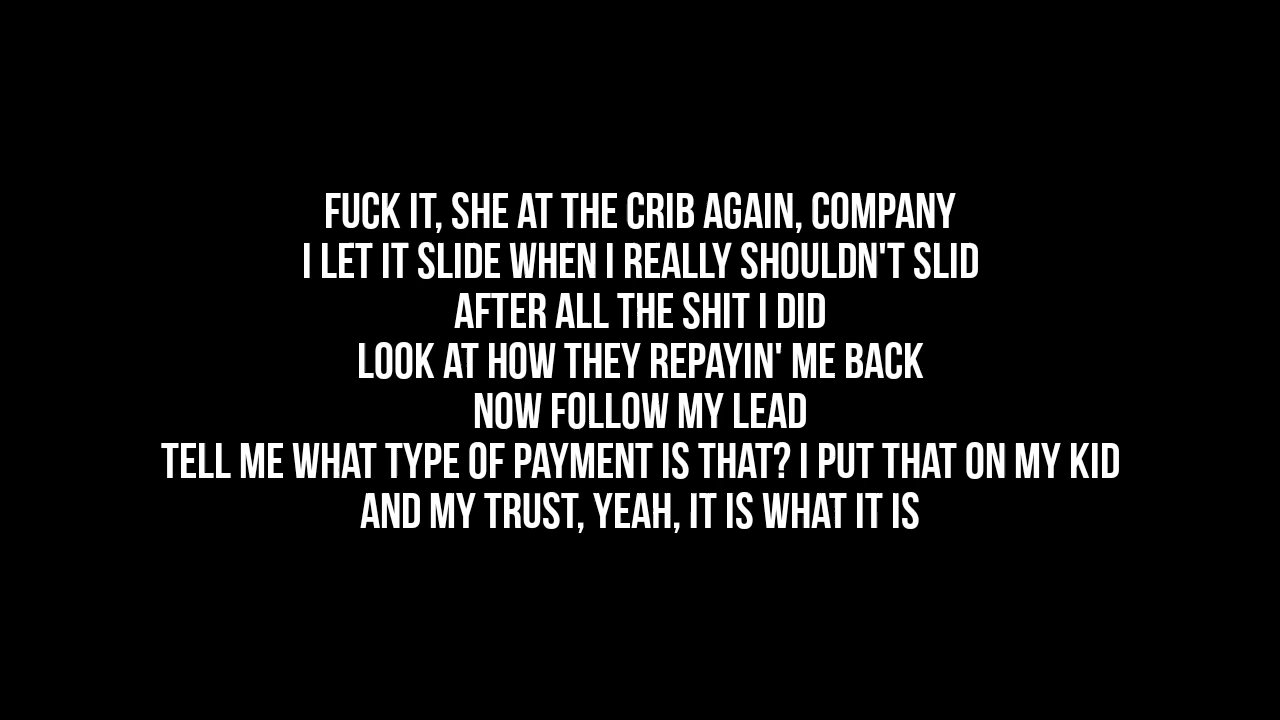 FUCK IT, SHE AT THE CRIB AGAIN, COMPANY
I LET IT SLIDE WHEN I REALLY SHOULDN'T SLID
AFTER ALL THE SHIT I DID
LOOK AT HOW THEY REPAYIN' ME BACK
NOW FOLLOW MY LEAD
TELL ME WHAT TYPE OF PAYMENT IS THAT? I PUT THAT ON MY KID
AND MY TRUST, YEAH, IT IS WHAT IT IS